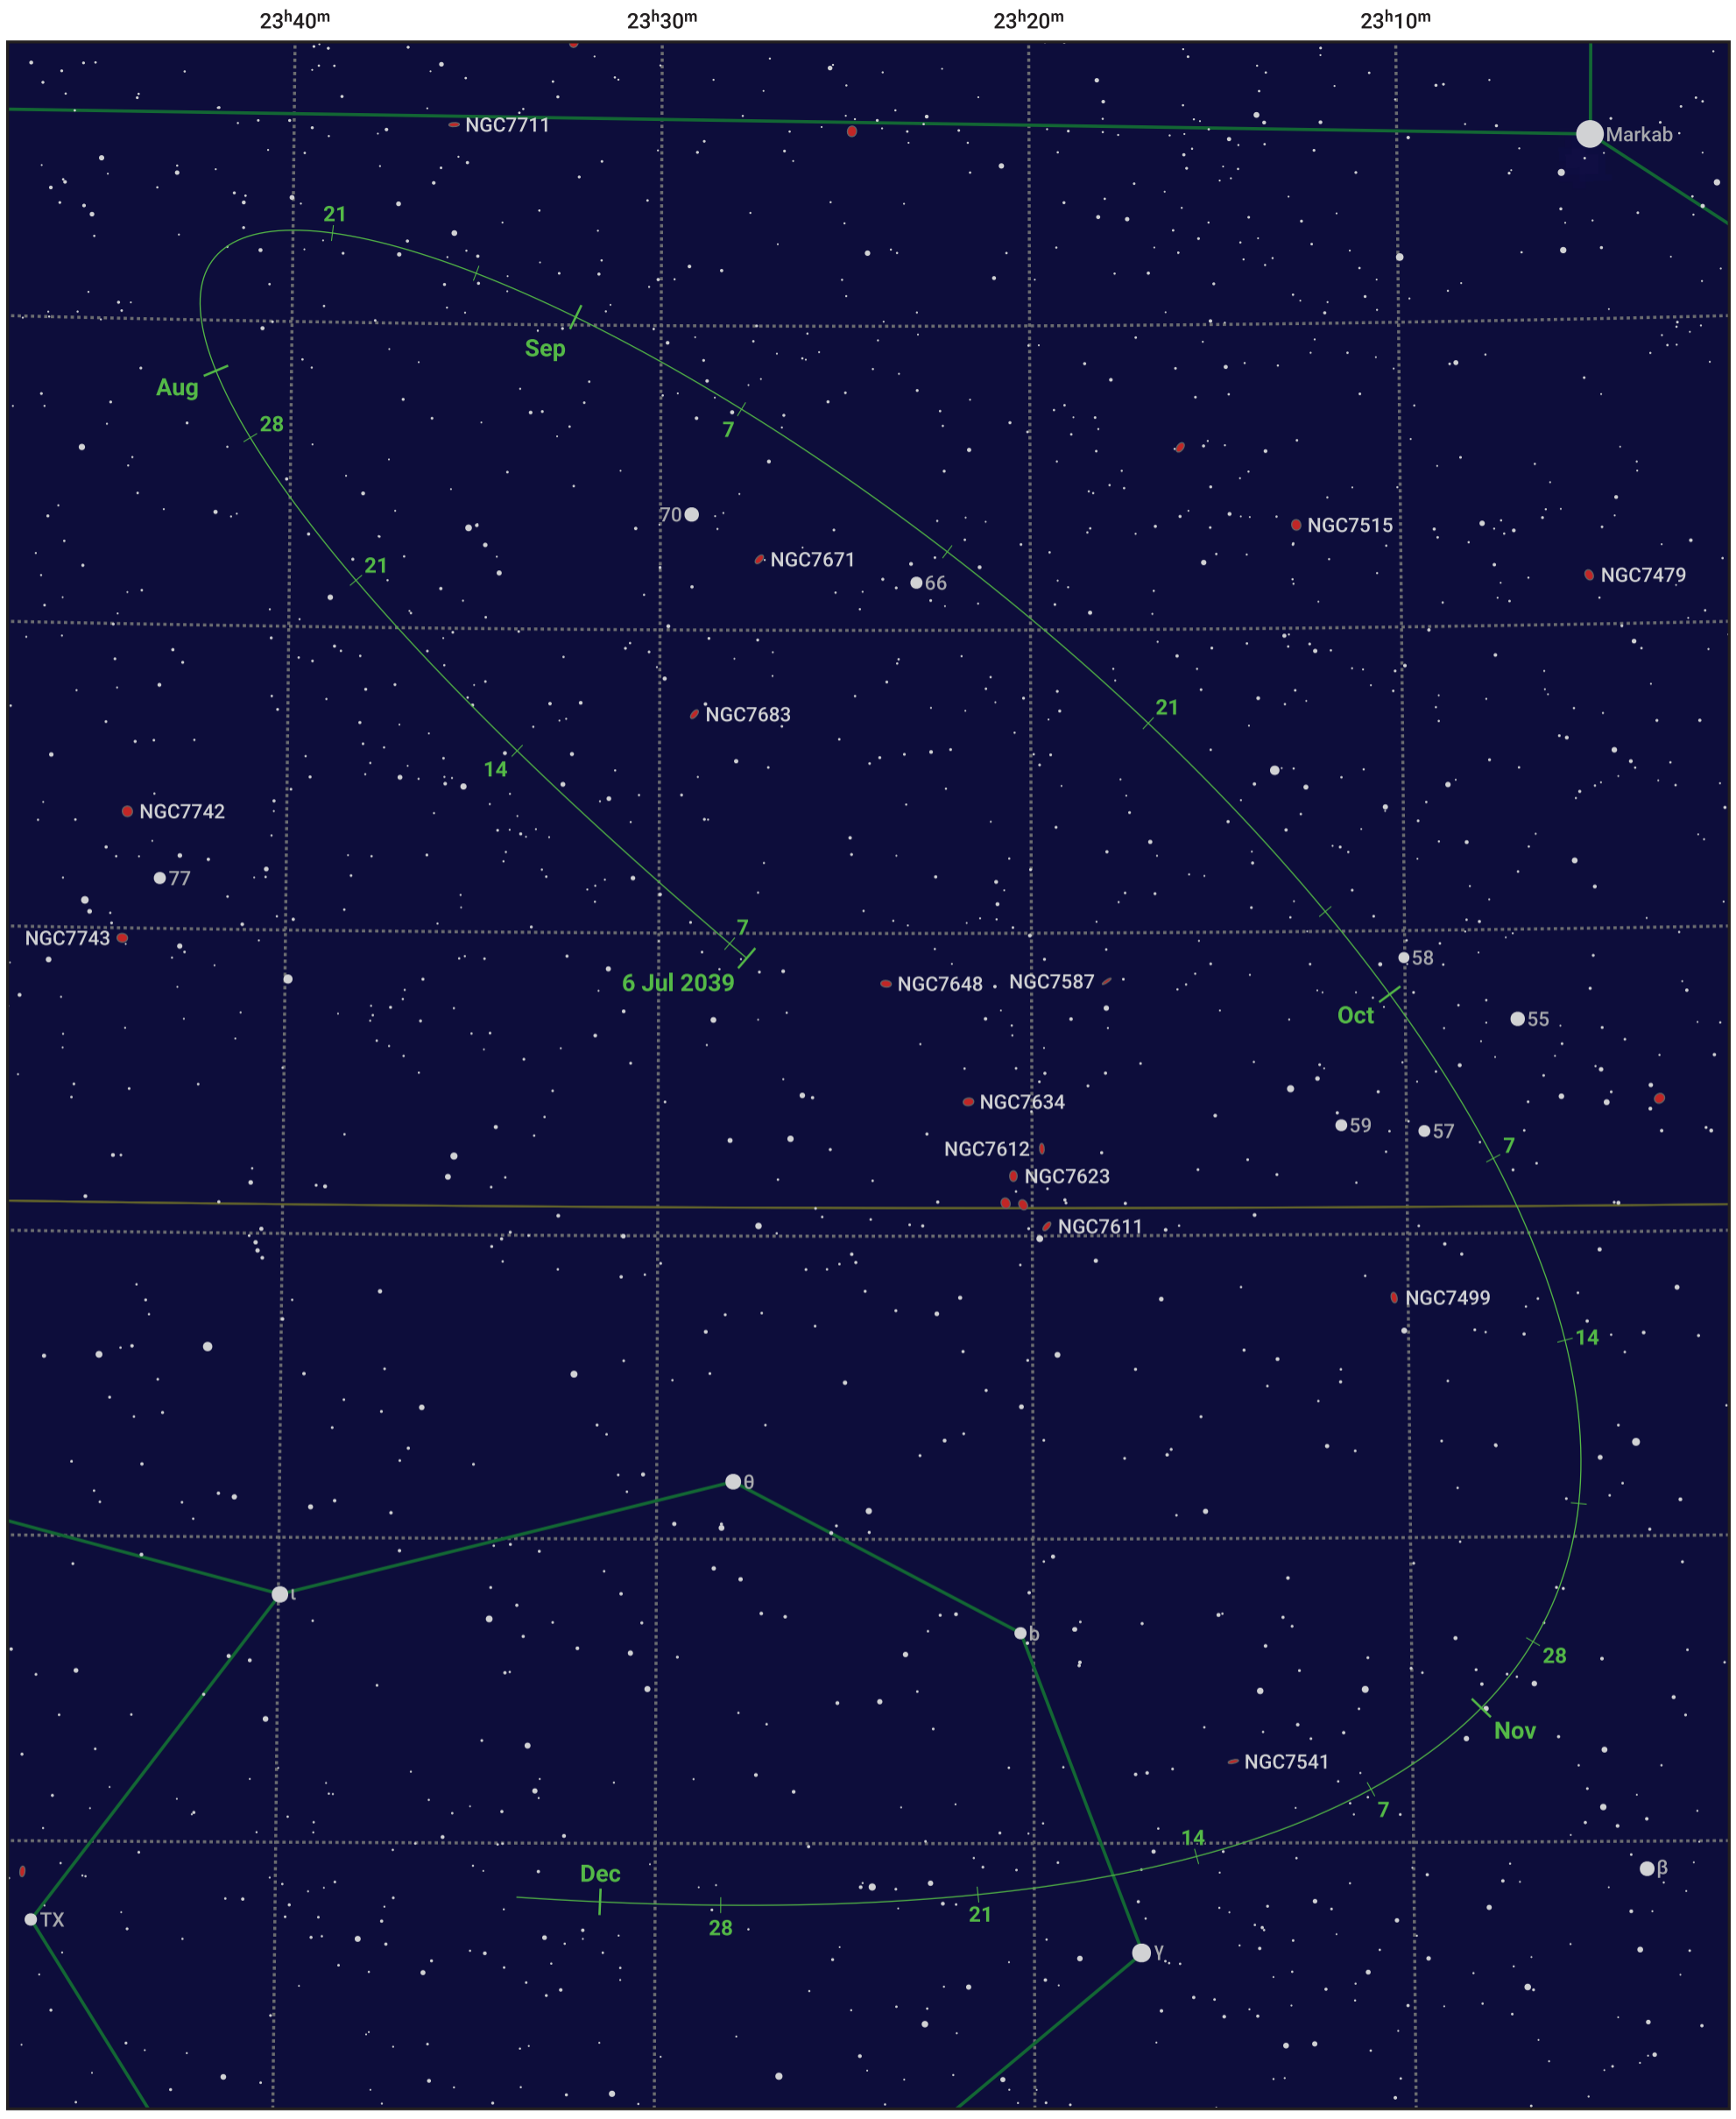 23ʰ40ᵐ 23ʰ30ᵐ 23ʰ20ᵐ 23ʰ10ᵐ
NGC7711
Markab
21
Sep
Aug
28
7
70
NGC7515
NGC7671
21
66
NGC7479
21
NGC7683
14
NGC7742
77
7
NGC7743
58
6 Jul 2039
NGC7648
NGC7587
Oct
55
NGC7634
59
57
NGC7612
7
NGC7623
NGC7611
NGC7499
14
θ
ι
b
28
Nov
NGC7541
7
14
Dec
β
21
TX
28
γ